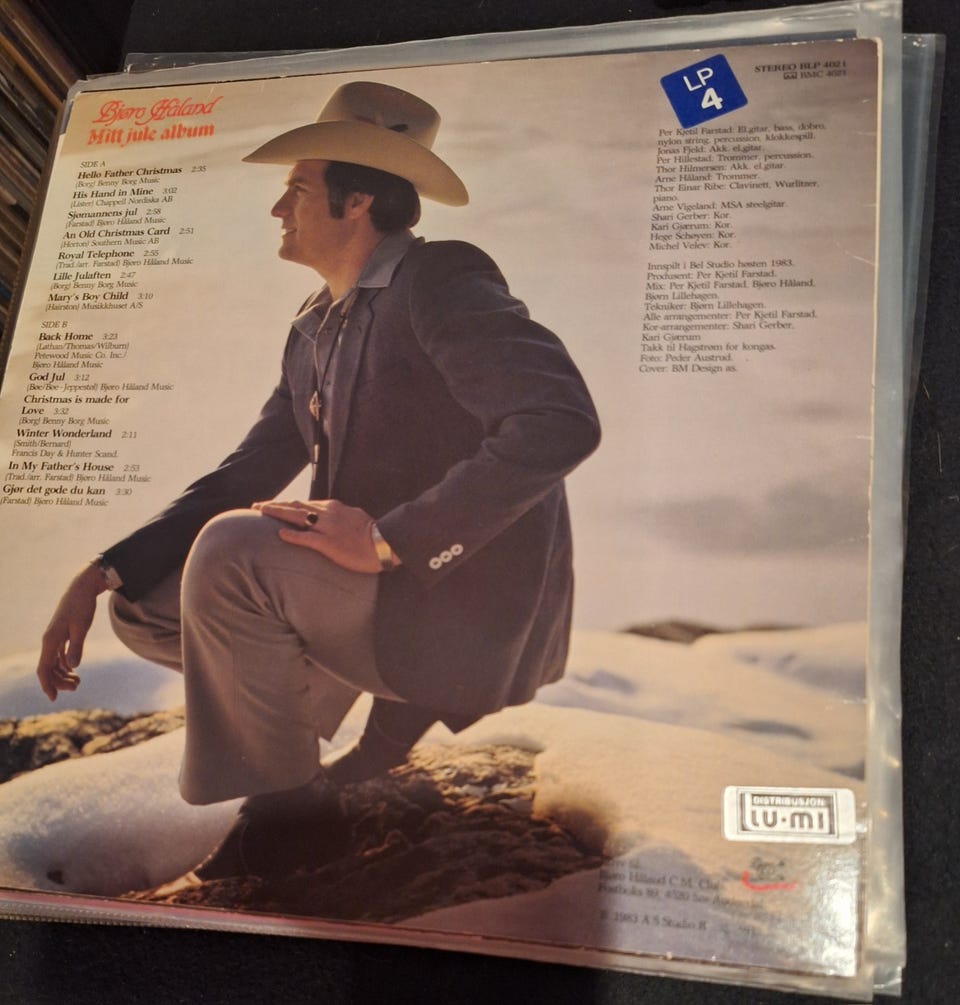 Bjøro Håland
Mitt jule album
SIDE A
Hello Father Christmas 2:35
(Borg) Benny Borg Music
His Hand in Mine 3:02
(Lister) Chappell Nordiska AB
Sjømannens jul 2:58
(Farstad) Bjøro Håland Music
An Old Christmas Card 2:51
(Horton) Southern Music AB
Royal Telephone 2:55
(Trad./arr. Farstad) Bjøro Håland Music
Lille Julaften 2:47
(Borg) Benny Borg Music
Mary's Boy Child 3:10
(Hairston) Musikkhuset A/S
SIDE B
Back Home 3:23
(Lathan/Thomas/Wilburn)
Petewood Music Co. Inc./
Bjøro Håland Music
God Jul 3:12
(Bøe/Bøe-Jeppestøl) Bjøro Håland Music
Christmas is made for
Love 3:32
(Borg) Benny Borg Music
Winter Wonderland 2:11
(Smith/Bernard)
Francis Day & Hunter Scand.
In My Father's House 2:53
(Trad./arr. Farstad) Bjøro Håland Music
Gjør det gode du kan 3:30
(Farstad) Bjøro Håland Music
LP
4
STEREO BLP 4021
BMC 4021
Per Kjetil Farstad: El.gitar, bass, dobro,
nylon string, percussion, klokkespill.
Jonas Fjeld: Akk. el.gitar.
Per Hillestad: Trommer, percussion.
Thor Hilmersen: Akk. el.gitar
Arne Håland: Trommer.
Thor Einar Ribe: Clavinett, Wurlitzer,
piano.
Arne Vigeland: MSA steelgitar.
Shari Gerber: Kor.
Kari Gjærum: Kor.
Hege Schøyen: Kor.
Michel Velev: Kor.
Innspilt i Bel Studio høsten 1983.
Produsent: Per Kjetil Farstad.
Mix: Per Kjetil Farstad, Bjøro Håland,
Bjørn Lillehagen.
Tekniker: Bjørn Lillehagen.
Alle arrangementer: Per Kjetil Farstad.
Kor-arrangementer: Shari Gerber,
Kari Gjærum
Takk til Hagstrøm for kongas.
Foto: Peder Austrud.
Cover: BM Design as.
DISTRIBUSJON:
LU-MI
Bjøro Håland C.M. Club
Postboks 89, 4520 Sør-Audnedal
1983 A/S Studio B